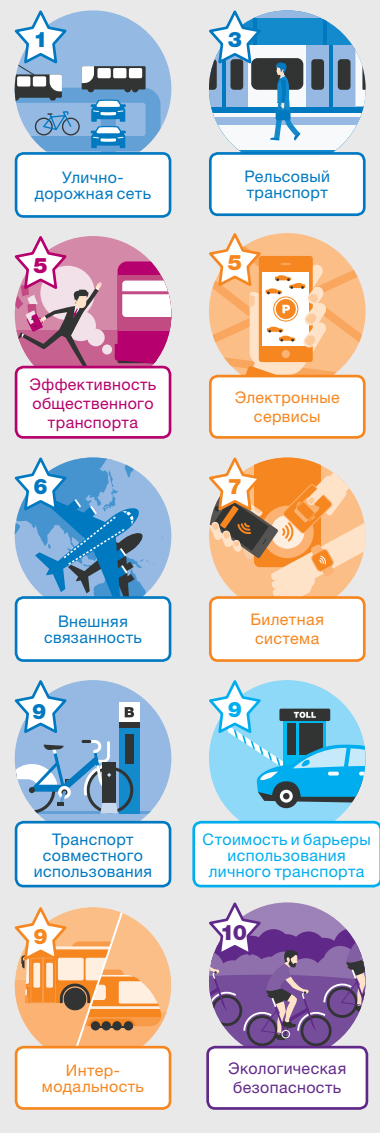 1
Улично-
дорожная сеть
3
Рельсовый
транспорт
5
Эффективность
общественного
транспорта
5
P
Электронные
сервисы
6
Внешняя
связанность
7
Билетная
система
9
B
Транспорт
совместного
использования
9
TOLL
Стоимость и барьеры
использования
личного транспорта
9
Интер-
модальность
10
Экологическая
безопасность